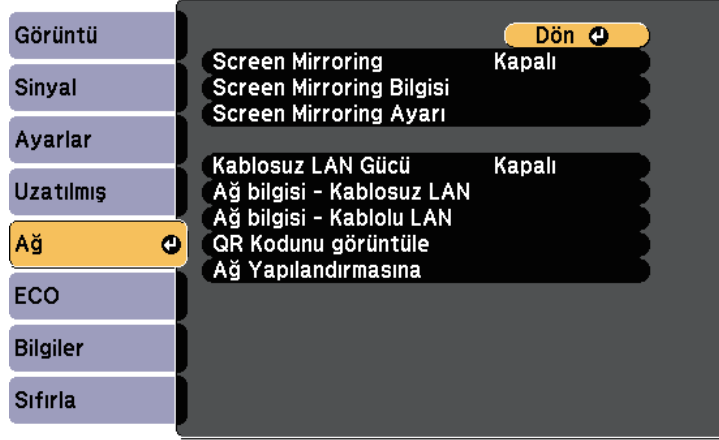 Görüntü
Sinyal
Ayarlar
Uzatılmış
Ağ
ECO
Bilgiler
Sıfırla
Dön
Screen Mirroring Kapalı
Screen Mirroring Bilgisi
Screen Mirroring Ayarı
Kablosuz LAN Gücü Kapalı
Ağ bilgisi - Kablosuz LAN
Ağ bilgisi - Kablolu LAN
QR Kodunu görüntüle
Ağ Yapılandırmasına